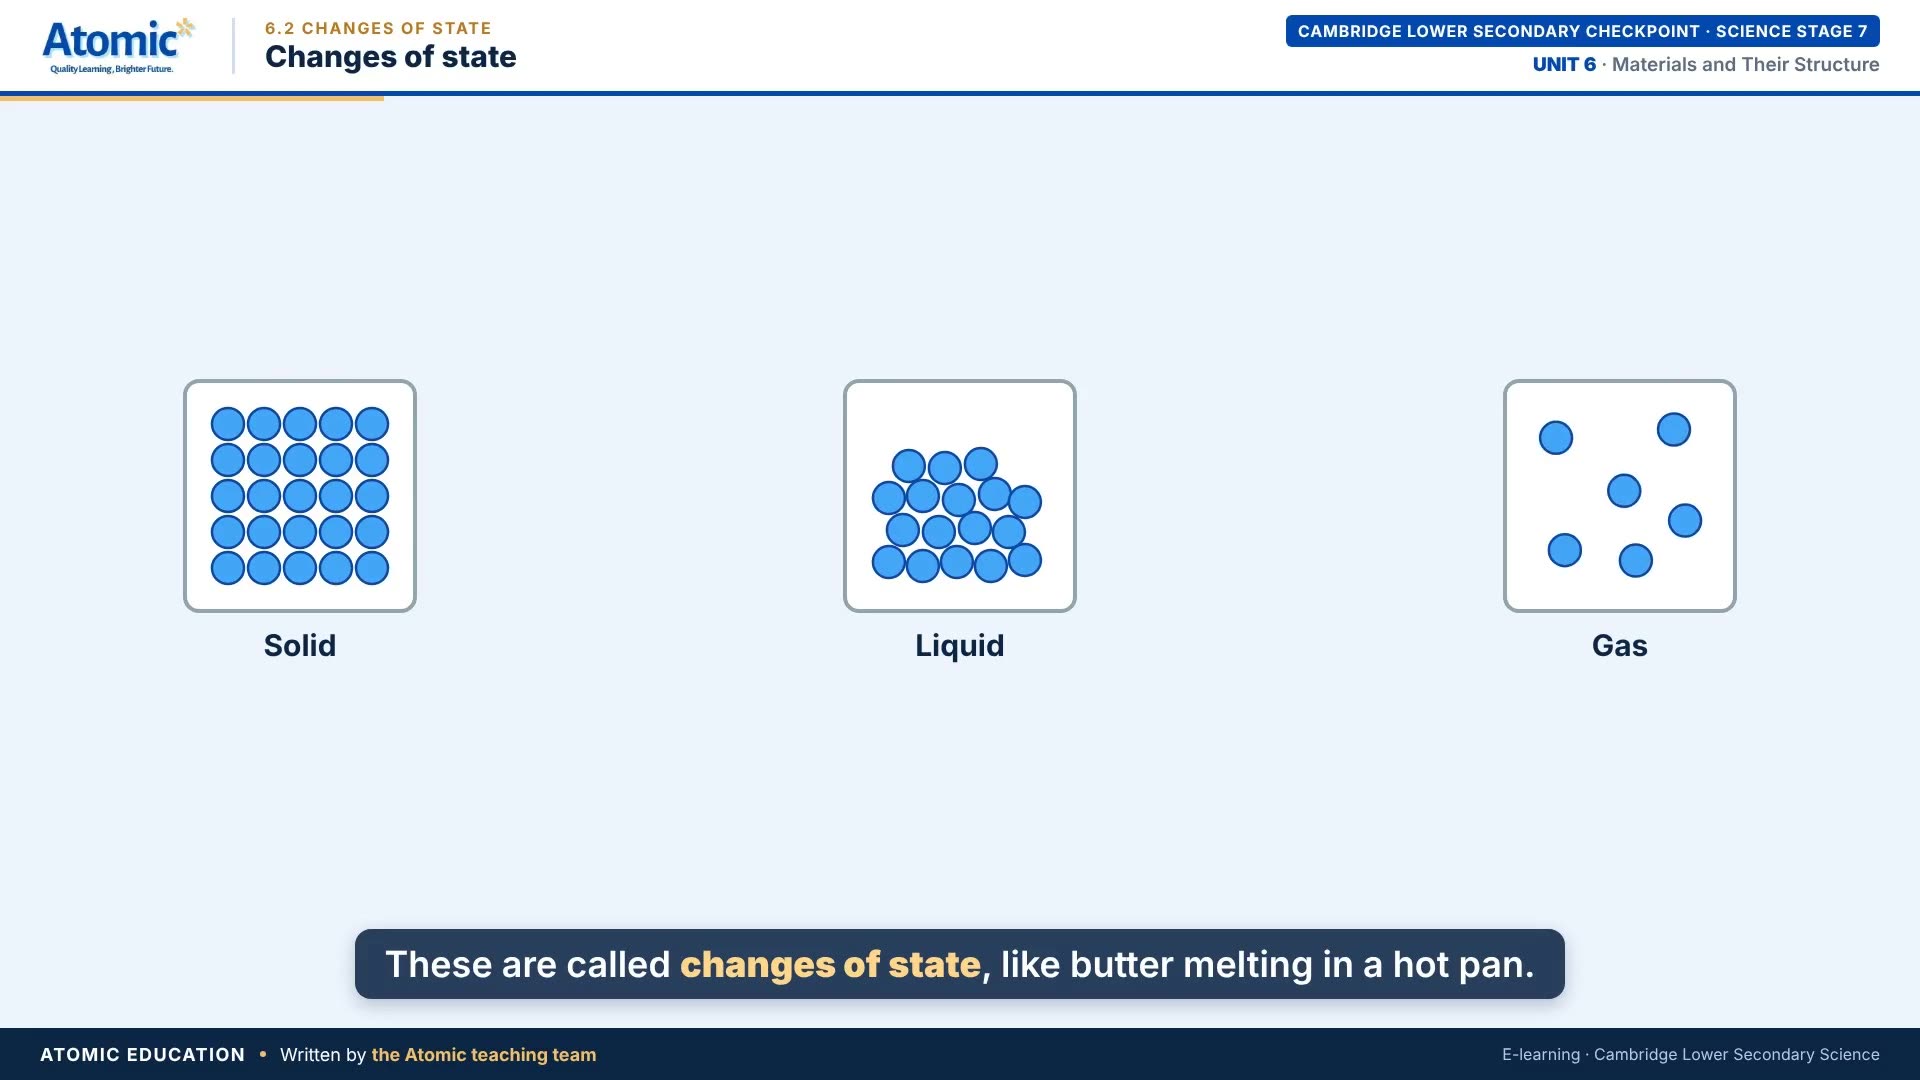 Atomic
Quality Learning, Brighter Future.
6.2 CHANGES OF STATE
Changes of state
CAMBRIDGE LOWER SECONDARY CHECKPOINT · SCIENCE STAGE 7
UNIT 6 · Materials and Their Structure
Solid
Liquid
Gas
These are called changes of state, like butter melting in a hot pan.
ATOMIC EDUCATION • Written by the Atomic teaching team
E-learning · Cambridge Lower Secondary Science